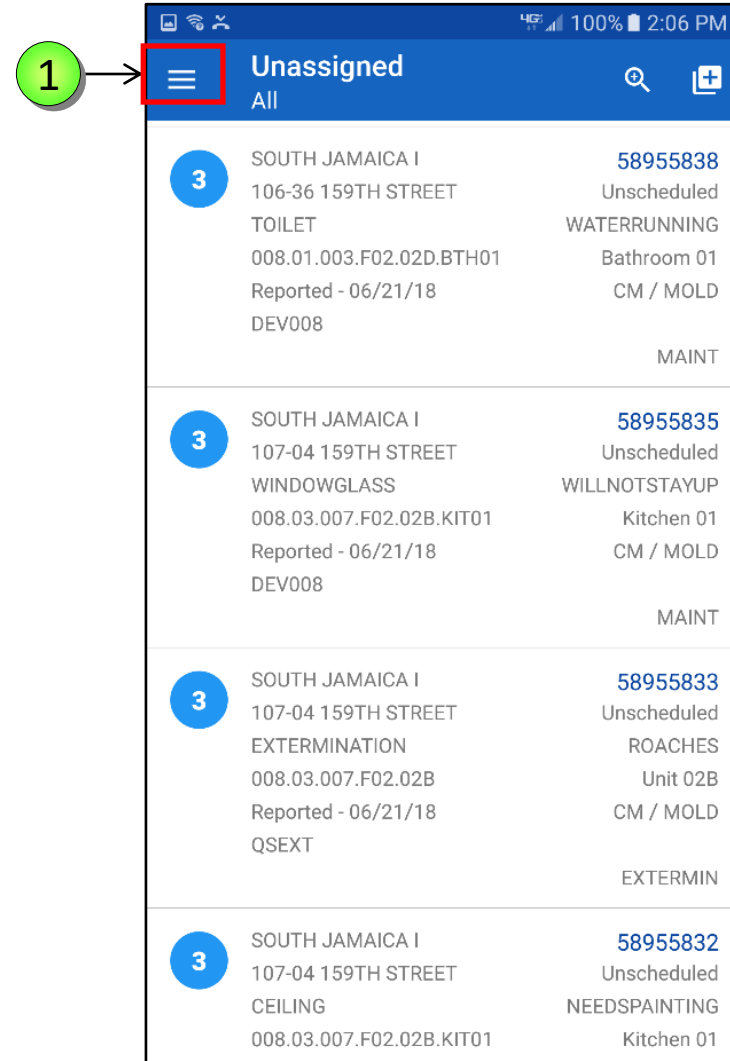 4G 100% 2:06 PM
1
Unassigned
All
3
SOUTH JAMAICA I 58955838
106-36 159TH STREET Unscheduled
TOILET WATERRUNNING
008.01.003.F02.02D.BTH01 Bathroom 01
Reported - 06/21/18 CM / MOLD
DEV008
MAINT
3
SOUTH JAMAICA I 58955835
107-04 159TH STREET Unscheduled
WINDOWGLASS WILLNOTSTAYUP
008.03.007.F02.02B.KIT01 Kitchen 01
Reported - 06/21/18 CM / MOLD
DEV008
MAINT
3
SOUTH JAMAICA I 58955833
107-04 159TH STREET Unscheduled
EXTERMINATION ROACHES
008.03.007.F02.02B Unit 02B
Reported - 06/21/18 CM / MOLD
QSEXT
EXTERMIN
3
SOUTH JAMAICA I 58955832
107-04 159TH STREET Unscheduled
CEILING NEEDSPAINTING
008.03.007.F02.02B.KIT01 Kitchen 01